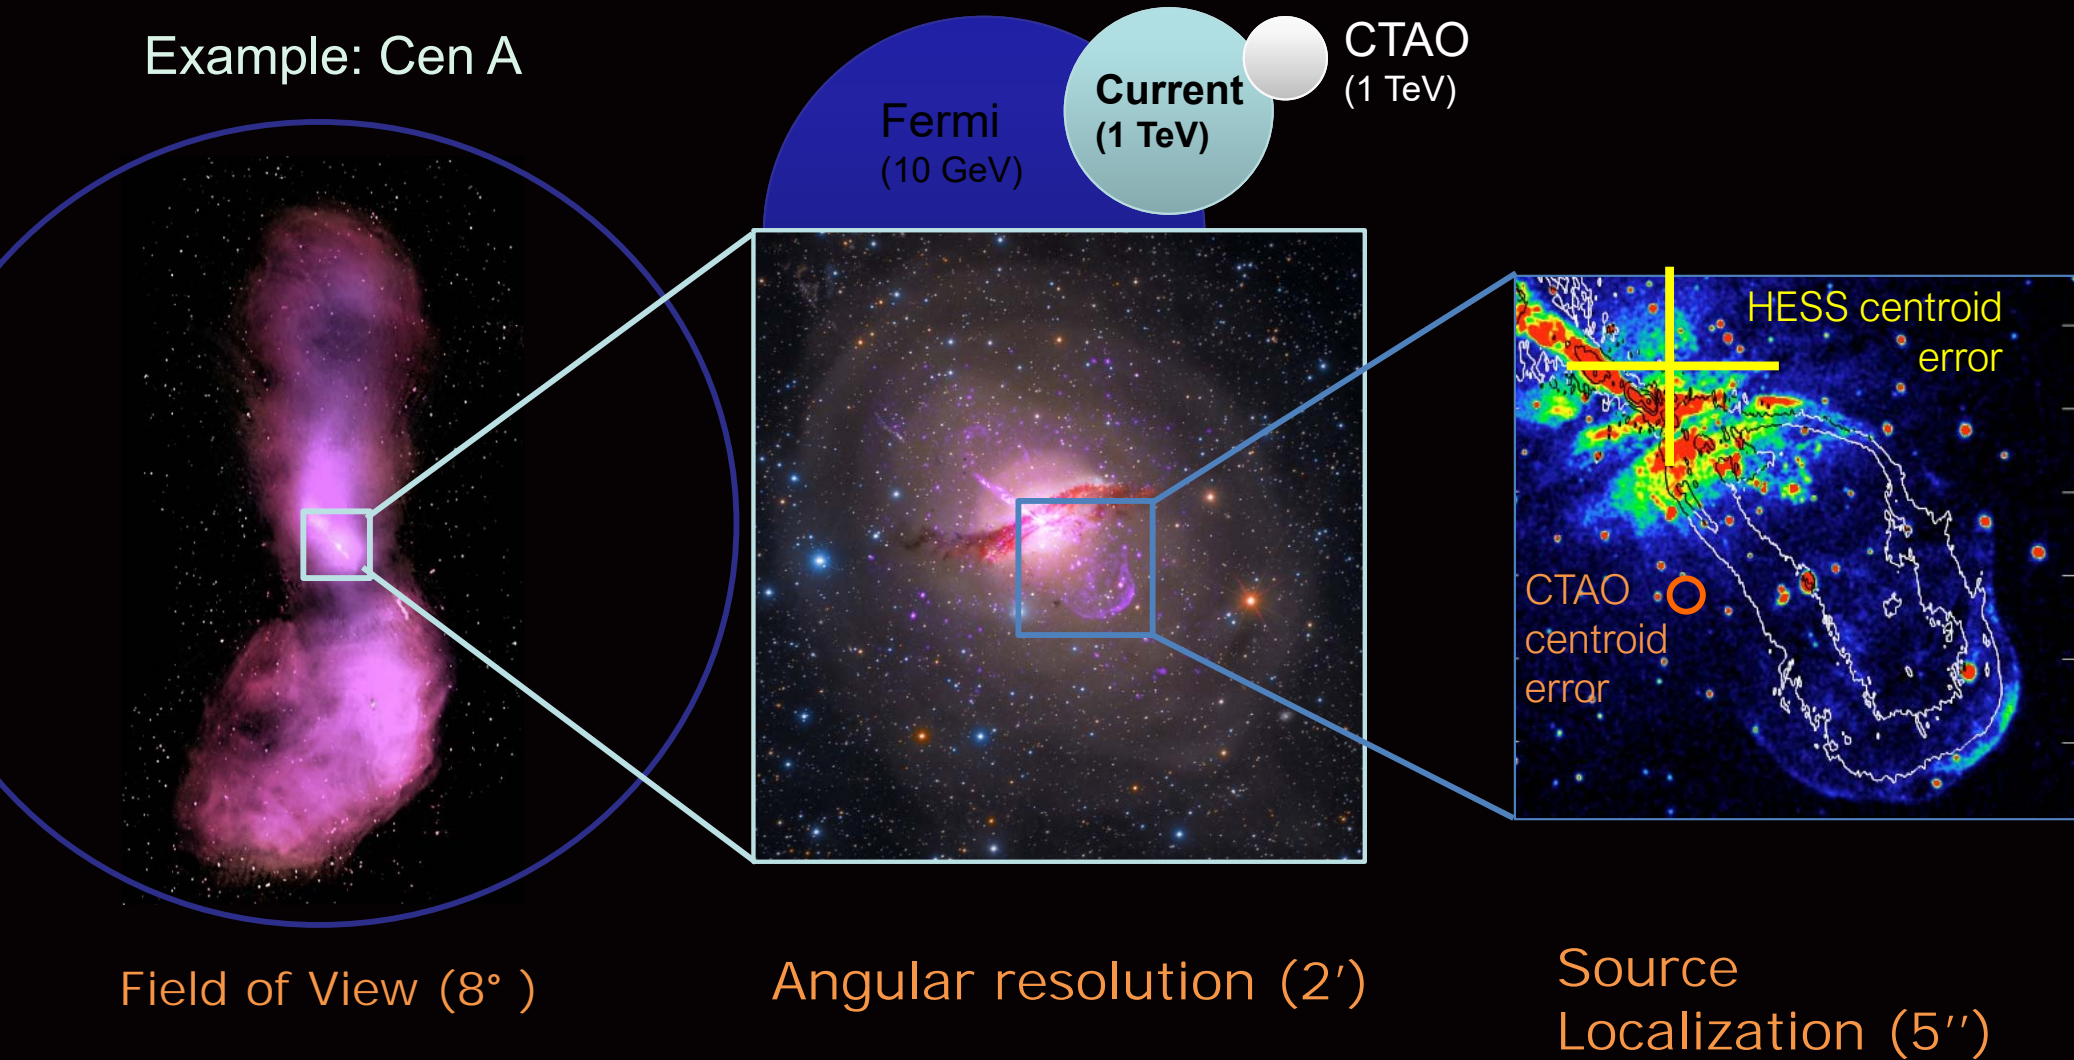 Example: Cen A
Fermi
(10 GeV)
Current
(1 TeV)
CTAO
(1 TeV)
HESS centroid
error
CTAO
centroid
error
Field of View (8° )
Angular resolution (2′)
Source
Localization (5′′)